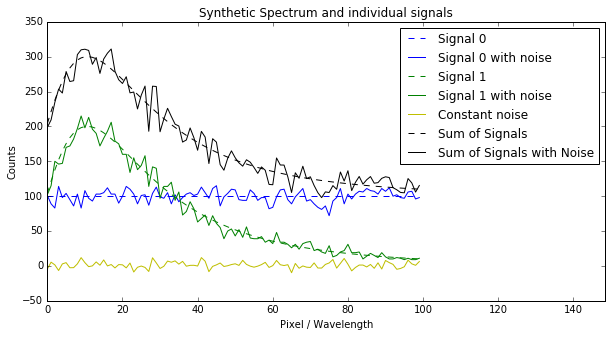 Synthetic Spectrum and individual signals
350
300
250
200
150
100
50
0
−50
Counts
Signal 0
Signal 0 with noise
Signal 1
Signal 1 with noise
Constant noise
Sum of Signals
Sum of Signals with Noise
0 20 40 60 80 100 120 140
Pixel / Wavelength